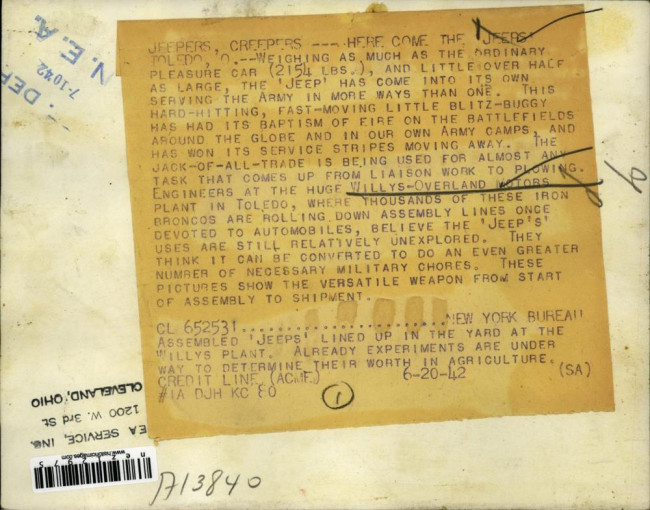 JEEPERS, CREEPERS --- HERE COME THE 'JEEPS'
TOLEDO, O.--WEIGHING AS MUCH AS THE ORDINARY
PLEASURE CAR (2154 LBS.), AND LITTLE OVER HALF
AS LARGE, THE 'JEEP' HAS COME INTO ITS OWN
SERVING THE ARMY IN MORE WAYS THAN ONE. THIS
HARD-HITTING, FAST-MOVING LITTLE BLITZ-BUGGY
HAS HAD ITS BAPTISM OF FIRE ON THE BATTLEFIELDS
AROUND THE GLOBE AND IN OUR OWN ARMY CAMPS, AND
HAS WON ITS SERVICE STRIPES MOVING AWAY. THE
JACK-OF-ALL-TRADE IS BEING USED FOR ALMOST ANY
TASK THAT COMES UP FROM LIAISON WORK TO PLOWING.
ENGINEERS AT THE HUGE WILLYS-OVERLAND MOTORS
PLANT IN TOLEDO, WHERE THOUSANDS OF THESE IRON
BRONCOS ARE ROLLING DOWN ASSEMBLY LINES ONCE
DEVOTED TO AUTOMOBILES, BELIEVE THE 'JEEP'S'
USES ARE STILL RELATIVELY UNEXPLORED. THEY
THINK IT CAN BE CONVERTED TO DO AN EVEN GREATER
NUMBER OF NECESSARY MILITARY CHORES. THESE
PICTURES SHOW THE VERSATILE WEAPON FROM START
OF ASSEMBLY TO SHIPMENT.
CL 652531.........................NEW YORK BUREAU
ASSEMBLED 'JEEPS' LINED UP IN THE YARD AT THE
WILLYS PLANT. ALREADY EXPERIMENTS ARE UNDER
WAY TO DETERMINE THEIR WORTH IN AGRICULTURE.
CREDIT LINE (ACME) 6-20-42 (SA)
#1A DJH KC 80
1
N. E. A.
7-10-42
EA SERVICE, INC.
1200 W. 3rd St
CLEVELAND, OHIO
A13840